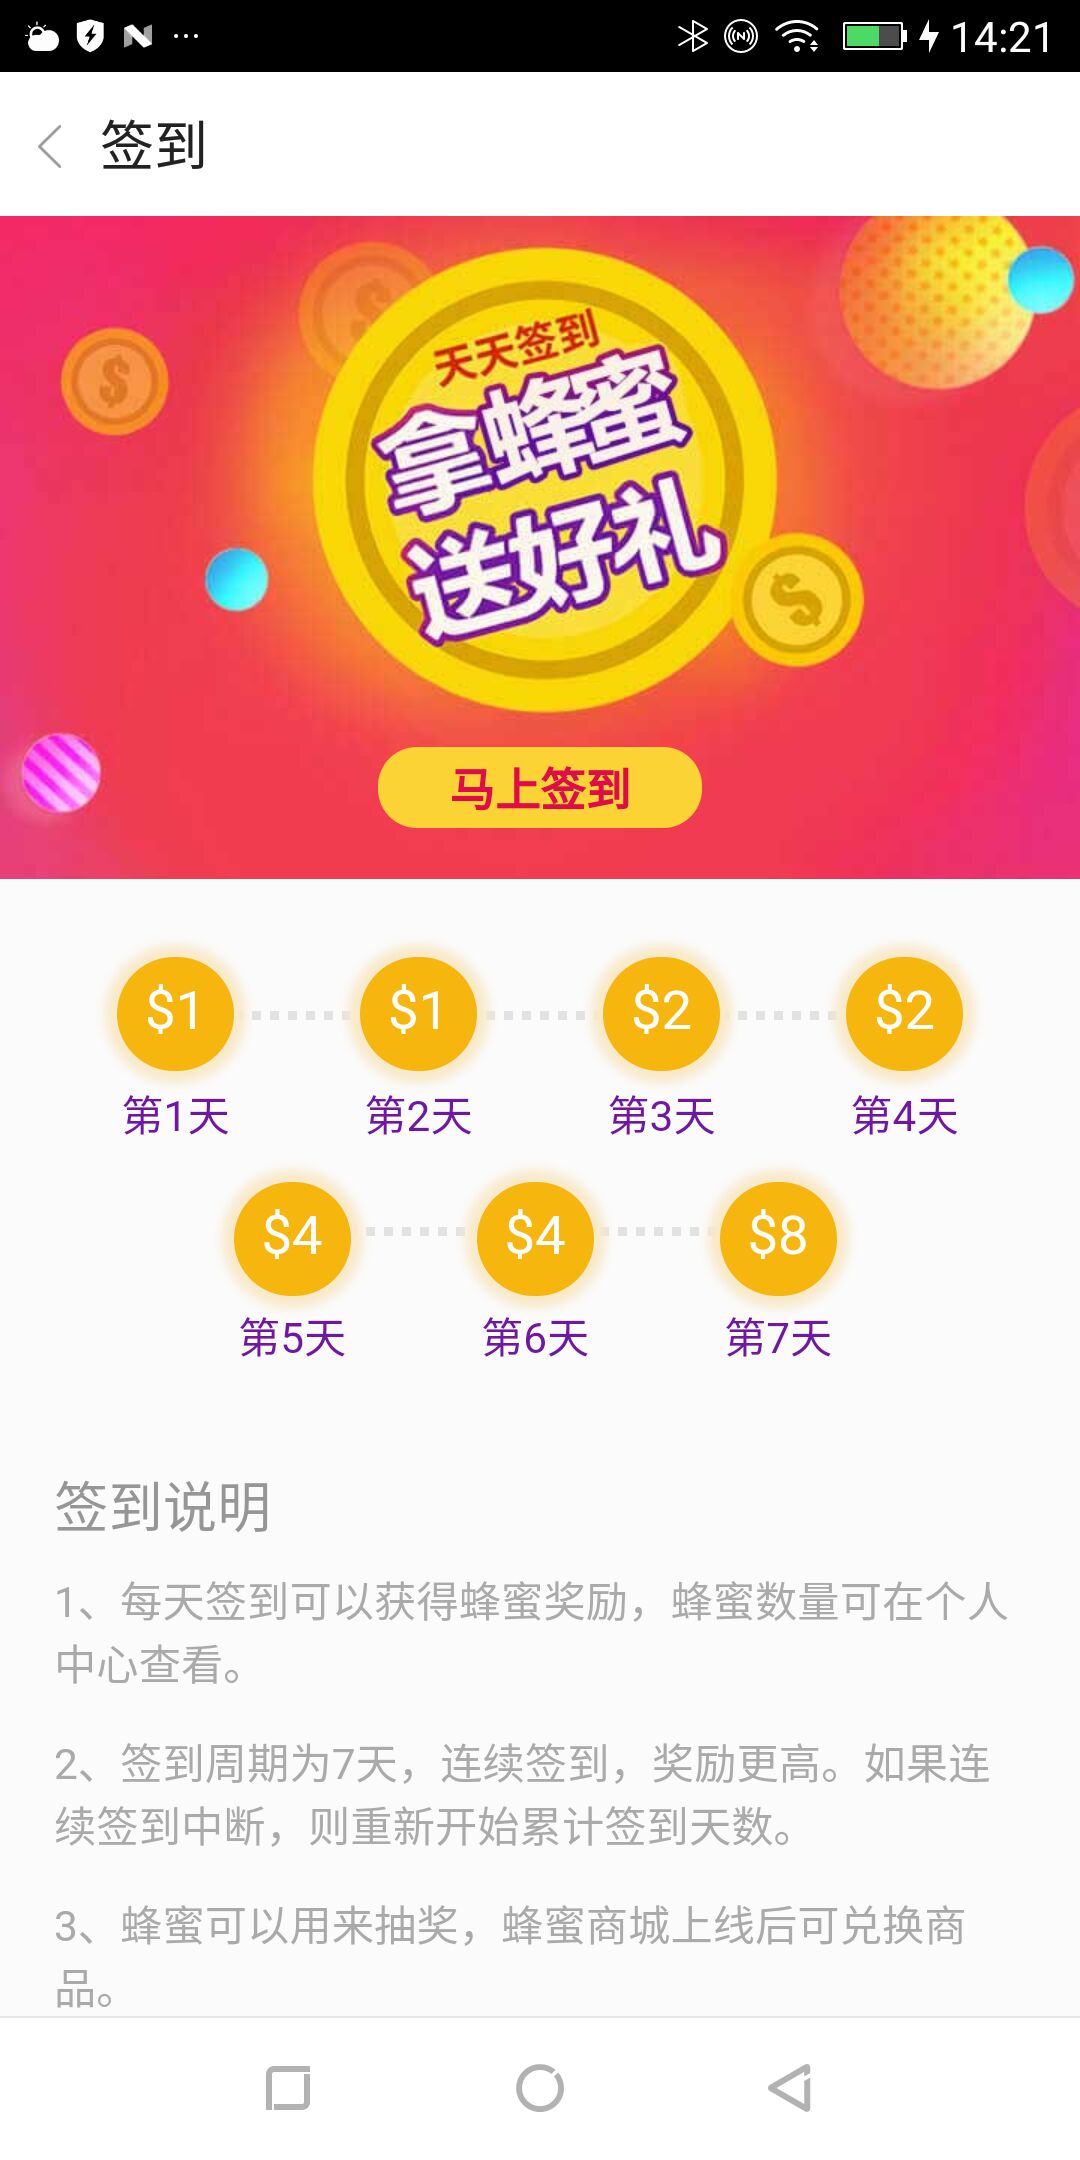 14:21
签到
天天签到
拿蜂蜜
送好礼
马上签到
$1 $1 $2 $2
第1天 第2天 第3天 第4天
$4 $4 $8
第5天 第6天 第7天
签到说明
1、每天签到可以获得蜂蜜奖励，蜂蜜数量可在个人
中心查看。
2、签到周期为7天，连续签到，奖励更高。如果连
续签到中断，则重新开始累计签到天数。
3、蜂蜜可以用来抽奖，蜂蜜商城上线后可兑换商
品。